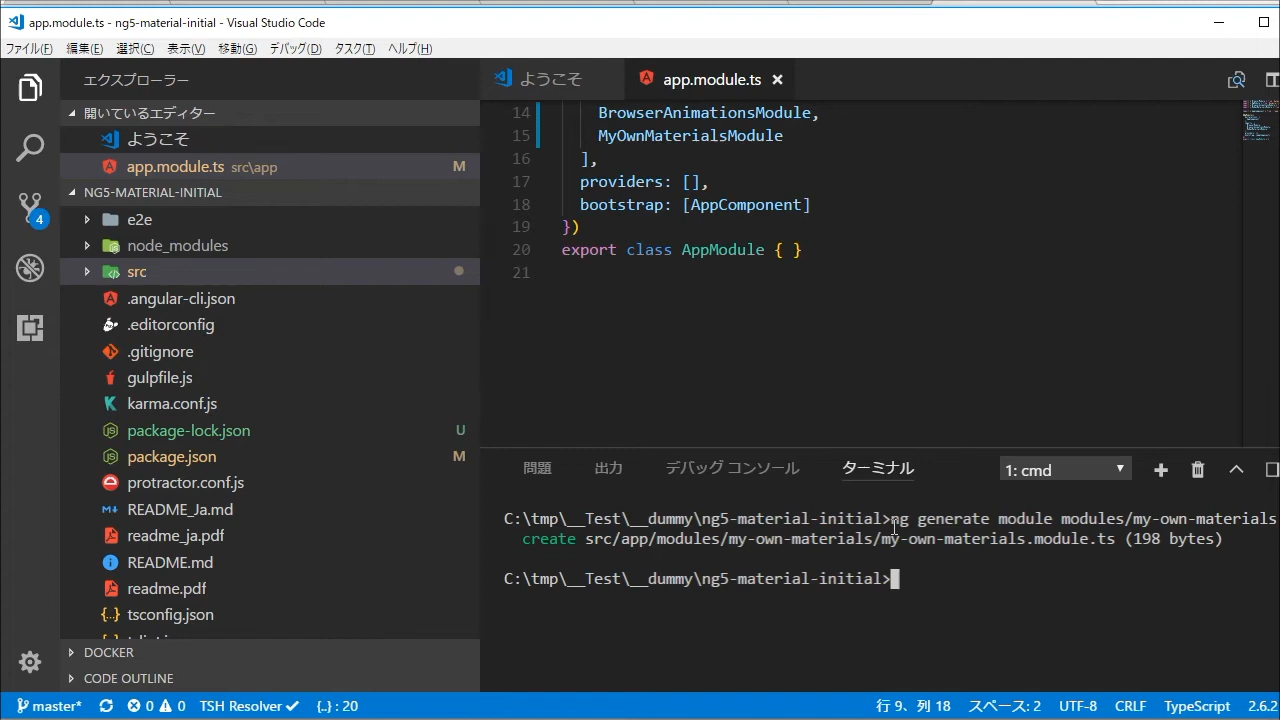 app.module.ts - ng5-material-initial - Visual Studio Code
ファイル(F) 編集(E) 選択(C) 表示(V) 移動(G) デバッグ(D) タスク(T) ヘルプ(H)
エクスプローラー
開いているエディター
ようこそ
app.module.ts src\app M
NG5-MATERIAL-INITIAL
e2e
node_modules
src
.angular-cli.json
.editorconfig
.gitignore
gulpfile.js
karma.conf.js
package-lock.json U
package.json M
protractor.conf.js
README_Ja.md
readme_ja.pdf
README.md
readme.pdf
tsconfig.json
DOCKER
CODE OUTLINE
4
ようこそ app.module.ts ×
14 BrowserAnimationsModule,
15 MyOwnMaterialsModule
16 ],
17 providers: [],
18 bootstrap: [AppComponent]
19 })
20 export class AppModule { }
21
問題 出力 デバッグ コンソール ターミナル 1: cmd
C:\tmp\__Test\__dummy\ng5-material-initial>ng generate module modules/my-own-materials
create src/app/modules/my-own-materials/my-own-materials.module.ts (198 bytes)
C:\tmp\__Test\__dummy\ng5-material-initial>
master* 0 0 TSH Resolver {..} : 20 行 9、列 18 スペース: 2 UTF-8 CRLF TypeScript 2.6.2